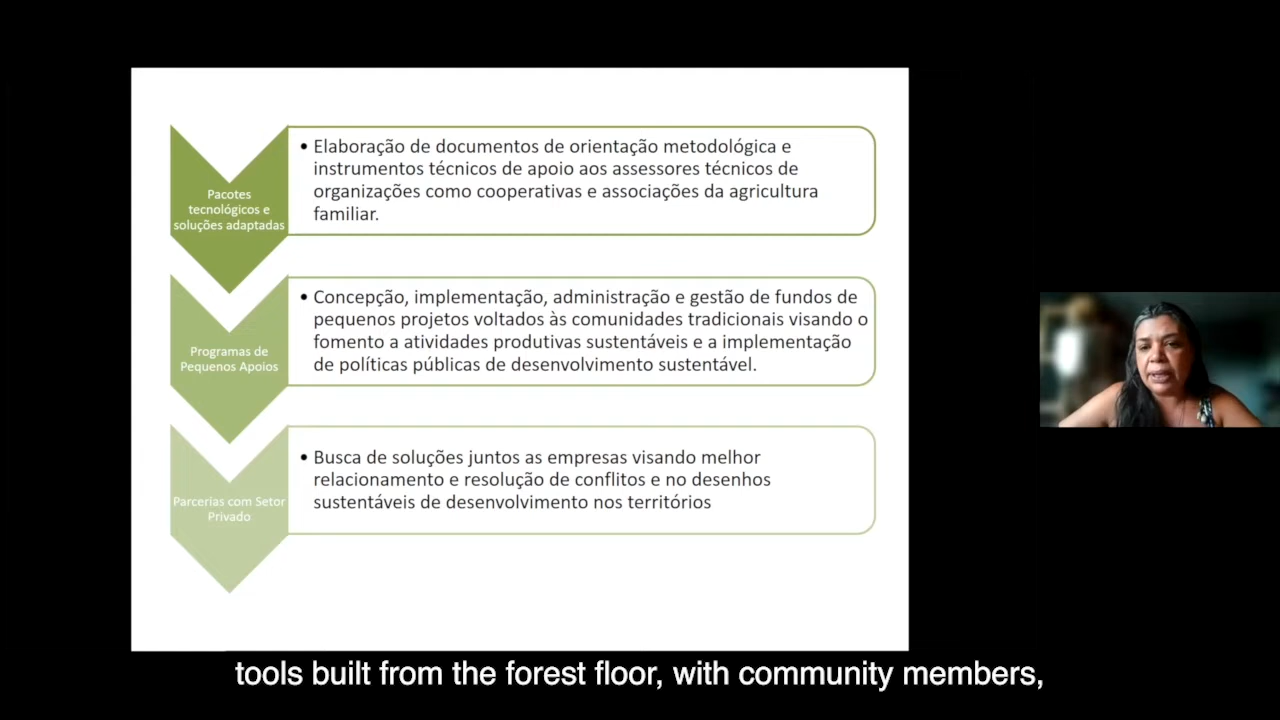 Pacotes
tecnológicos e
soluções adaptadas
• Elaboração de documentos de orientação metodológica e
instrumentos técnicos de apoio aos assessores técnicos de
organizações como cooperativas e associações da agricultura
familiar.
Programas de
Pequenos Apoios
• Concepção, implementação, administração e gestão de fundos de
pequenos projetos voltados às comunidades tradicionais visando o
fomento a atividades produtivas sustentáveis e a implementação
de políticas públicas de desenvolvimento sustentável.
Parcerias com Setor
Privado
• Busca de soluções juntos as empresas visando melhor
relacionamento e resolução de conflitos e no desenhos
sustentáveis de desenvolvimento nos territórios
tools built from the forest floor, with community members,